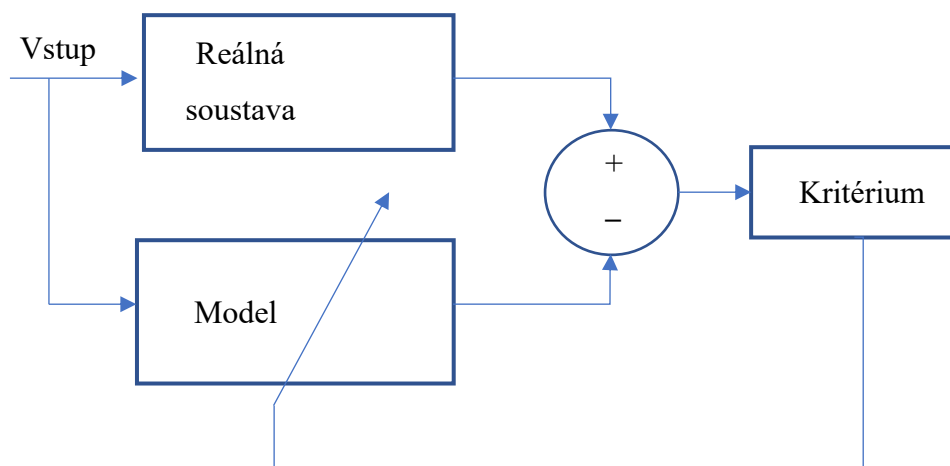 Vstup
Reálná
soustava
+
−
Kritérium
Model